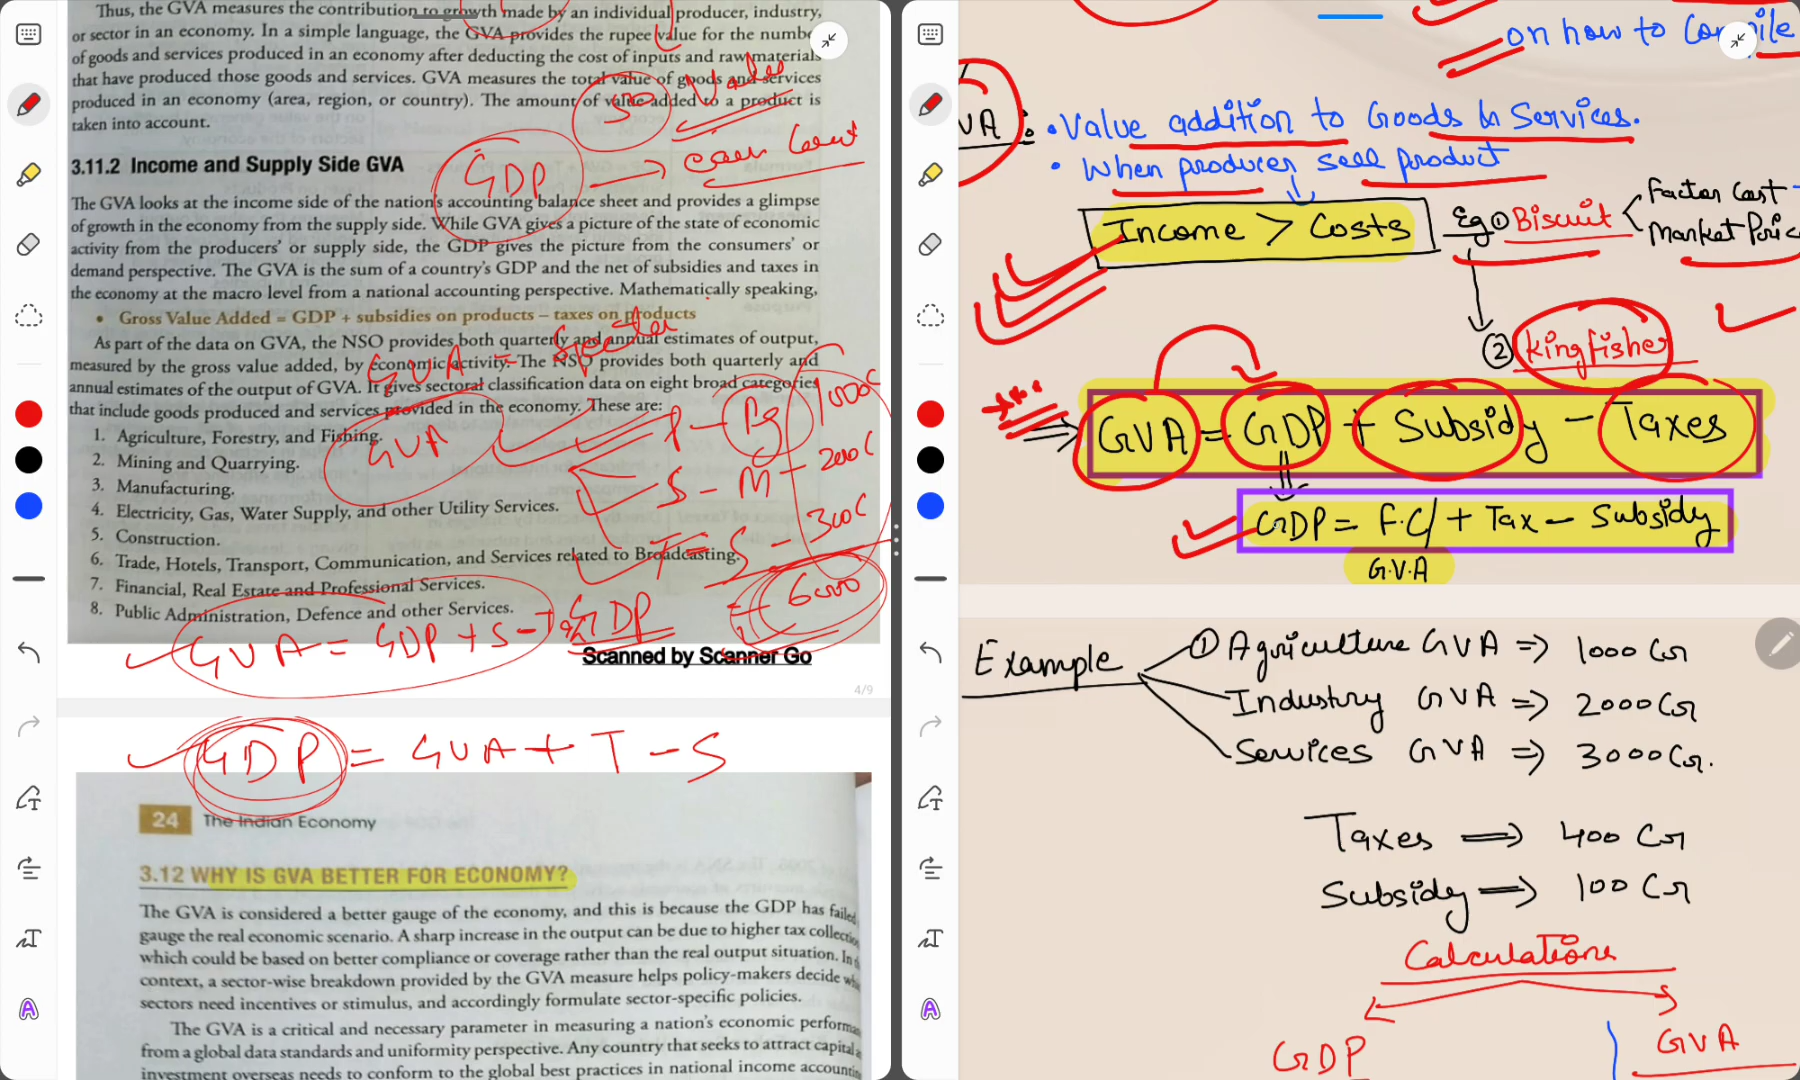 Thus, the GVA measures the contribution to growth made by an individual producer, industry,
or sector in an economy. In a simple language, the GVA provides the rupee value for the number
of goods and services produced in an economy after deducting the cost of inputs and raw materials
that have produced those goods and services. GVA measures the total value of goods and services
produced in an economy (area, region, or country). The amount of value added to a product is
taken into account.
50 Value
3.11.2 Income and Supply Side GVA
GDP
The GVA looks at the income side of the nation's accounting balance sheet and provides a glimpse
of growth in the economy from the supply side. While GVA gives a picture of the state of economic
activity from the producers' or supply side, the GDP gives the picture from the consumers' or
demand perspective. The GVA is the sum of a country's GDP and the net of subsidies and taxes in
the economy at the macro level from a national accounting perspective. Mathematically speaking,
• Gross Value Added = GDP + subsidies on products – taxes on products
As part of the data on GVA, the NSO provides both quarterly and annual estimates of output,
measured by the gross value added, by economic activity. The NSO provides both quarterly and
annual estimates of the output of GVA. It gives sectoral classification data on eight broad categories
that include goods produced and services provided in the economy. These are:
GVA =
1. Agriculture, Forestry, and Fishing.
2. Mining and Quarrying.
3. Manufacturing.
4. Electricity, Gas, Water Supply, and other Utility Services.
5. Construction.
6. Trade, Hotels, Transport, Communication, and Services related to Broadcasting.
7. Financial, Real Estate and Professional Services.
8. Public Administration, Defence and other Services.
GVA
P - Ag 1000C
S - M - 2000C
T = S - 300C
6000
GVA = GDP + S - T
GDP
Scanned by Scanner Go
4/9
GDP = GVA + T - S
24 The Indian Economy
3.12 WHY IS GVA BETTER FOR ECONOMY?
The GVA is considered a better gauge of the economy, and this is because the GDP has failed
gauge the real economic scenario. A sharp increase in the output can be due to higher tax collectio
which could be based on better compliance or coverage rather than the real output situation. In
context, a sector-wise breakdown provided by the GVA measure helps policy-makers decide
sectors need incentives or stimulus, and accordingly formulate sector-specific policies.
The GVA is a critical and necessary parameter in measuring a nation's economic performa
from a global data standards and uniformity perspective. Any country that seeks to attract capital
investment overseas needs to conform to the global best practices in national income accountin
on how to Compile
VA : • Value addition to Goods & Services.
• When producer sell product
Income > Costs
Eg ① Biscuit
Factor Cost
Market Price
② kingfisher
GVA = GDP + Subsidy - Taxes
GDP = F.C/ + Tax - Subsidy
G.V.A
Example
① Agriculture GVA ⇒ 1000 Cr
Industry GVA ⇒ 2000 Cr
Services GVA ⇒ 3000 Cr.
Taxes ⇒ 400 Cr
Subsidy ⇒ 100 Cr
Calculations
GDP
GVA